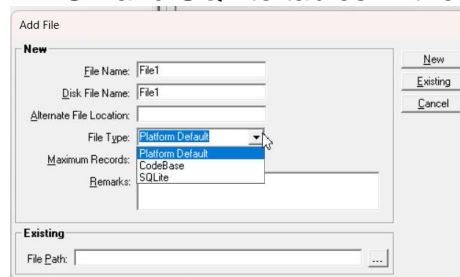 Add File
New
File Name: File1
Disk File Name: File1
Alternate File Location:
File Type: Platform Default
Platform Default
CodeBase
SQLite
Maximum Records:
Remarks:
New
Existing
Cancel
Existing
File Path:
...